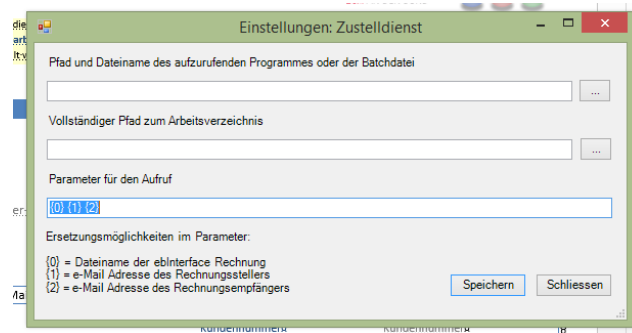 Einstellungen: Zustelldienst
Pfad und Dateiname des aufzurufenden Programmes oder der Batchdatei
...
Vollständiger Pfad zum Arbeitsverzeichnis
...
Parameter für den Aufruf
{0} {1} {2}
Ersetzungsmöglichkeiten im Parameter:
{0} = Dateiname der ebInterface Rechnung
{1} = e-Mail Adresse des Rechnungsstellers
{2} = e-Mail Adresse des Rechnungsempfängers
Speichern Schliessen